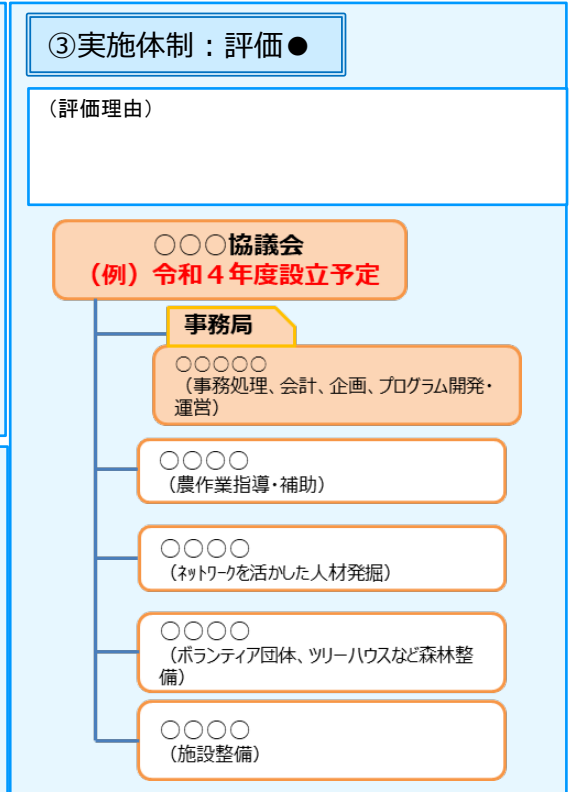 ③実施体制：評価●
（評価理由）
○○○協議会
（例）令和４年度設立予定
事務局
○○○○○
（事務処理、会計、企画、プログラム開発・
運営）
○○○○
（農作業指導・補助）
○○○○
（ﾈｯﾄﾜｰｸを活かした人材発掘）
○○○○
（ボランティア団体、ツリーハウスなど森林整
備）
○○○○
（施設整備）